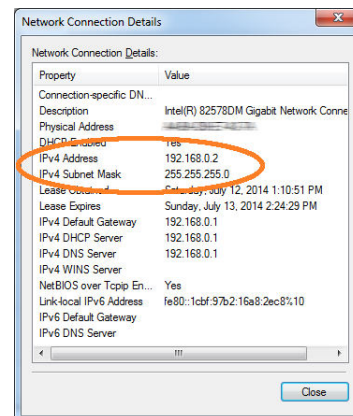 Network Connection Details
Network Connection Details:
Property Value
Connection-specific DN...
Description Intel(R) 82578DM Gigabit Network Conne
Physical Address
DHCP Enabled Yes
IPv4 Address 192.168.0.2
IPv4 Subnet Mask 255.255.255.0
Lease Obtained Saturday, July 12, 2014 1:10:51 PM
Lease Expires Sunday, July 13, 2014 2:24:29 PM
IPv4 Default Gateway 192.168.0.1
IPv4 DHCP Server 192.168.0.1
IPv4 DNS Server 192.168.0.1
IPv4 WINS Server
NetBIOS over Tcpip En... Yes
Link-local IPv6 Address fe80::1cbf:97b2:16a8:2ec8%10
IPv6 Default Gateway
IPv6 DNS Server
Close